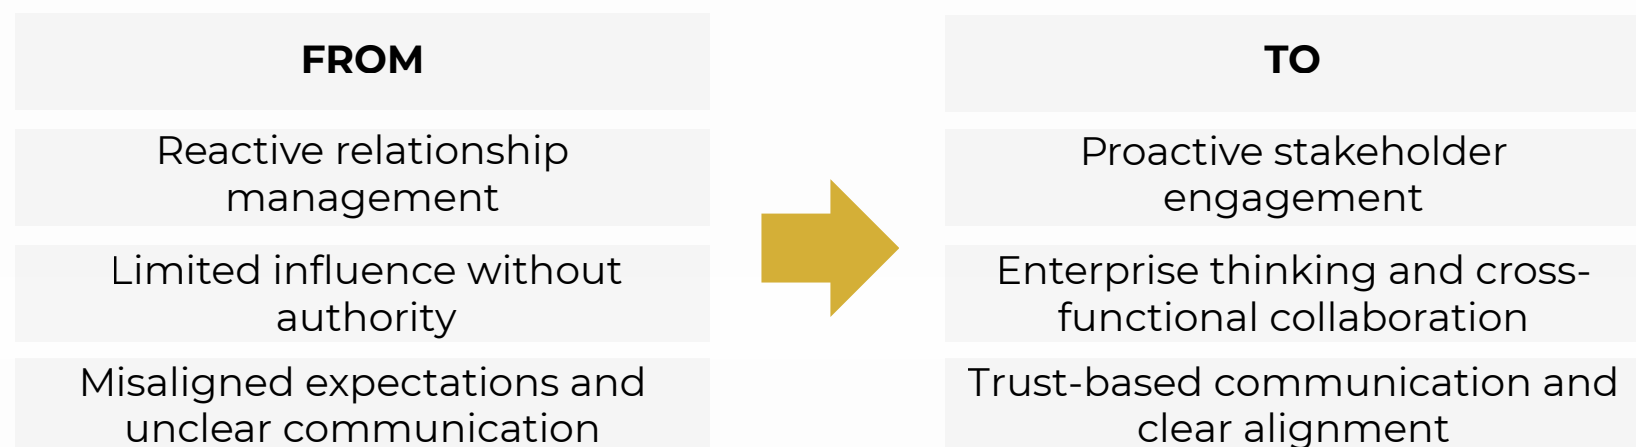 FROM
Reactive relationship
management
Limited influence without
authority
Misaligned expectations and
unclear communication
TO
Proactive stakeholder
engagement
Enterprise thinking and cross-
functional collaboration
Trust-based communication and
clear alignment